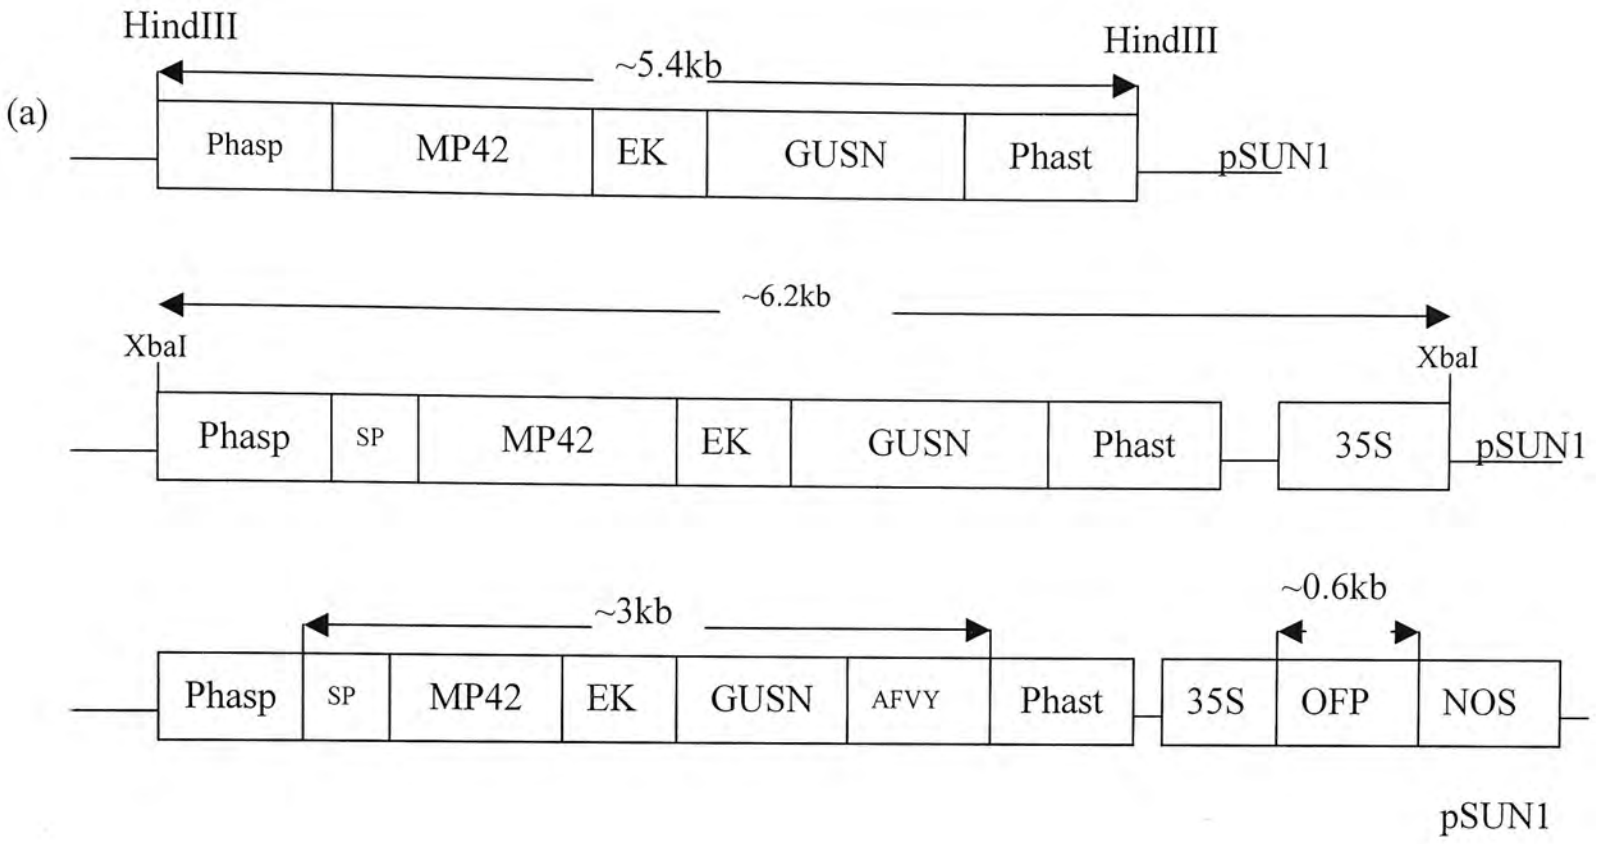 HindIII HindIII
~5.4kb
(a)
Phasp MP42 EK GUSN Phast pSUN1
~6.2kb
XbaI XbaI
Phasp SP MP42 EK GUSN Phast 35S pSUN1
~3kb ~0.6kb
Phasp SP MP42 EK GUSN AFVY Phast 35S OFP NOS
pSUN1